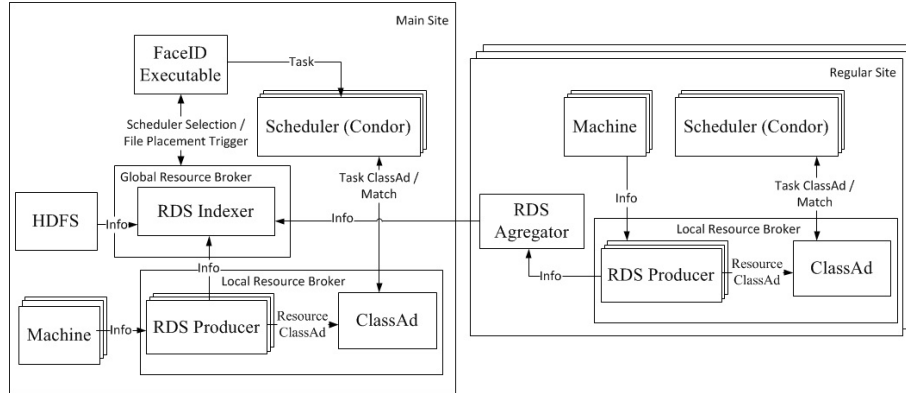 Main Site
FaceID
Executable
Task
Scheduler (Condor)
Scheduler Selection /
File Placement Trigger
Global Resource Broker
RDS Indexer
HDFS
Info
Task ClassAd /
Match
Info
Info
Local Resource Broker
Machine
Info
RDS Producer
Resource
ClassAd
ClassAd
Regular Site
Machine
Scheduler (Condor)
Info
Task ClassAd /
Match
RDS
Agregator
Local Resource Broker
Info
RDS Producer
Resource
ClassAd
ClassAd